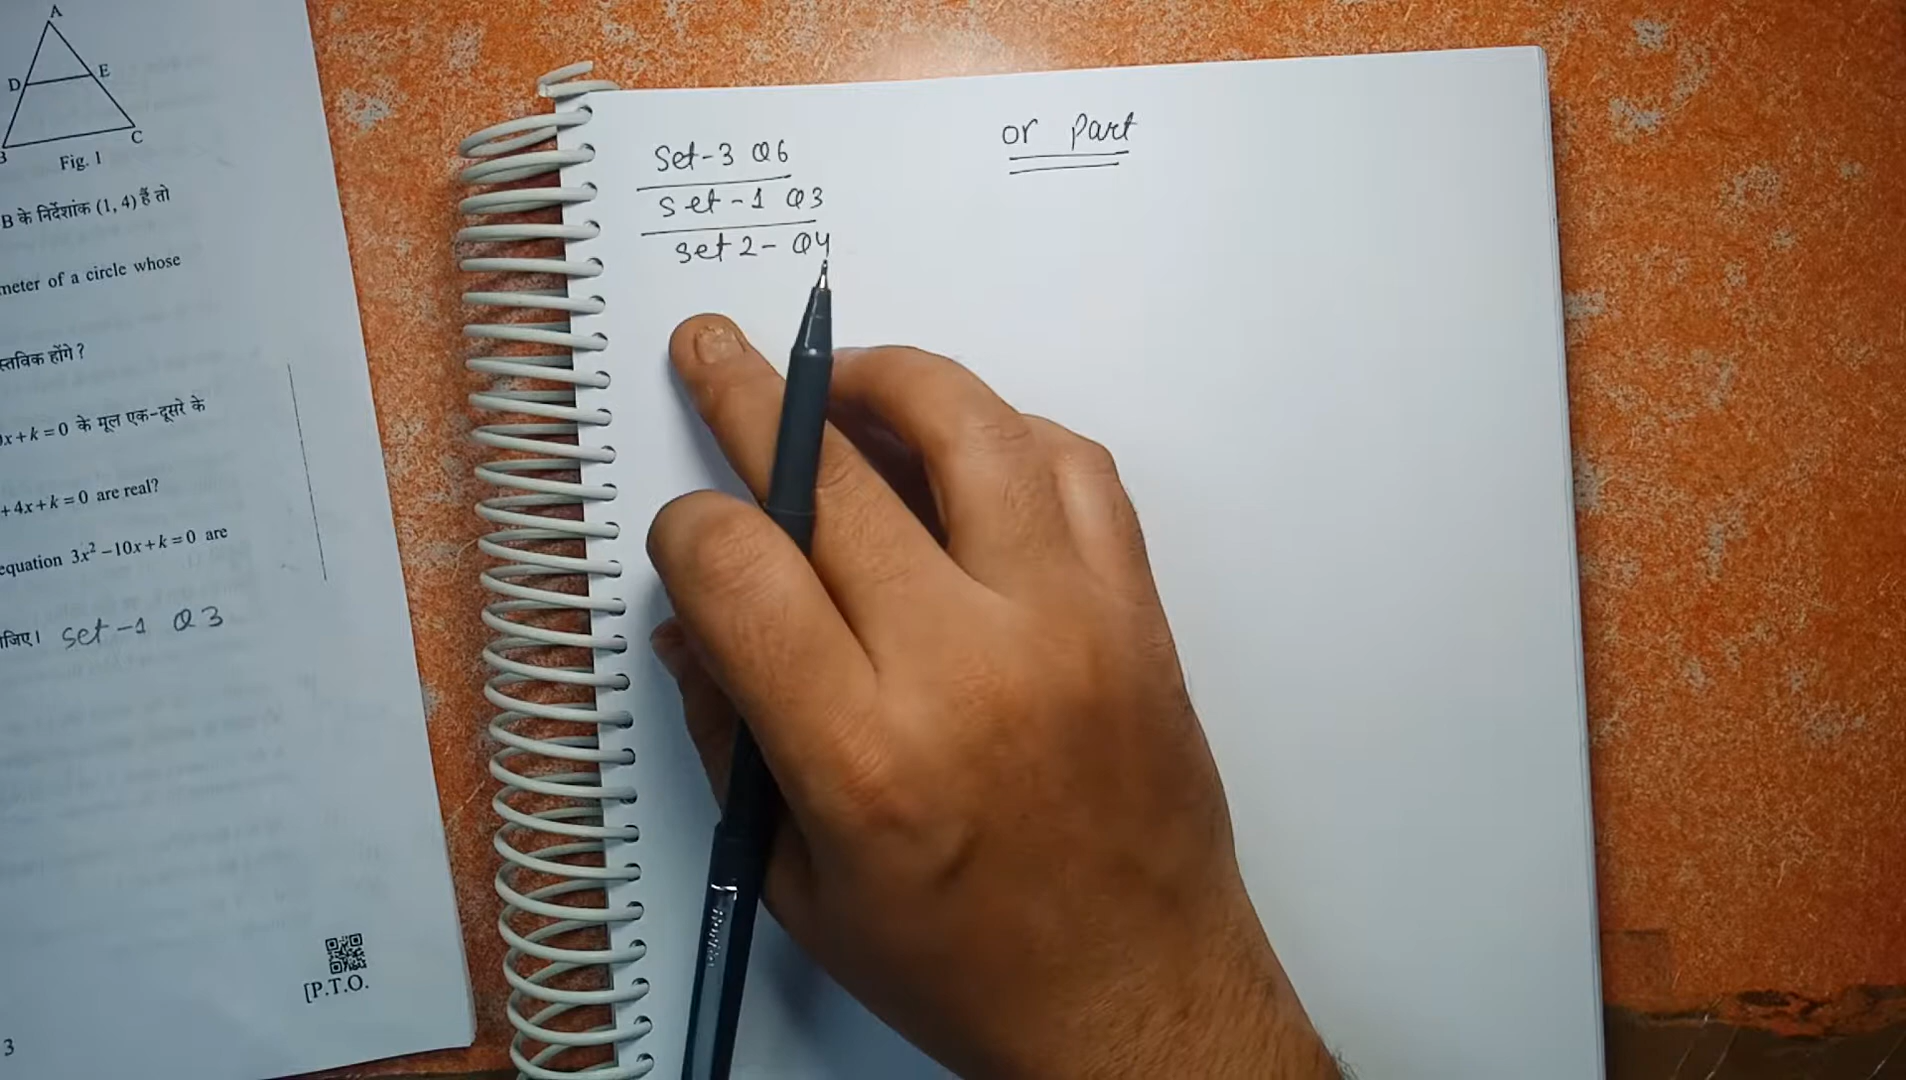 A
D E
C
Fig. 1
B के निर्देशांक (1, 4) हैं तो
meter of a circle whose
स्तविक होंगे ?
x + k = 0 के मूल एक-दूसरे के
+ 4x + k = 0 are real?
equation 3x² – 10x + k = 0 are
जिए। set - 1 Q3
[P.T.O.
3
set - 3 Q6
set - 1 Q3
set 2 - Q4
or Part